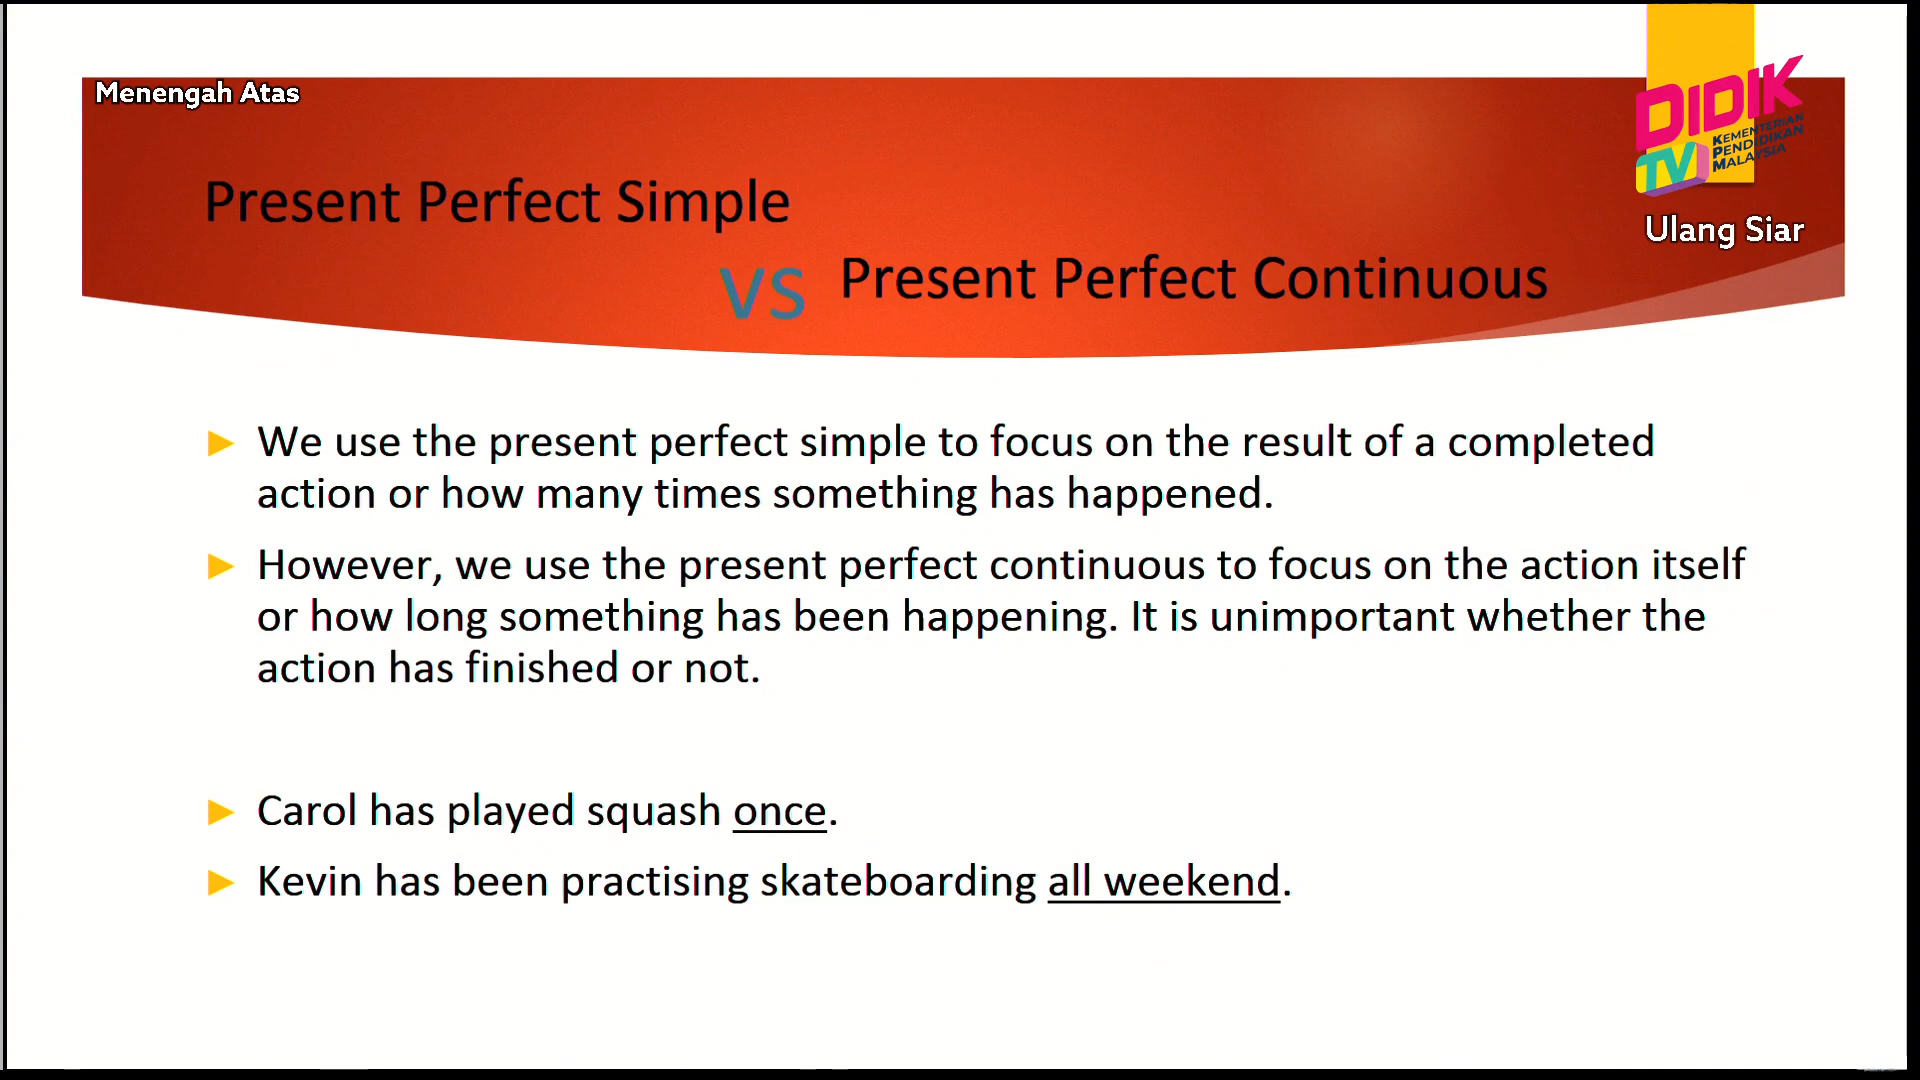 Menengah Atas
DIDIK
TV
KEMENTERIAN
PENDIDIKAN
MALAYSIA
Ulang Siar
Present Perfect Simple
vs
Present Perfect Continuous
We use the present perfect simple to focus on the result of a completed
action or how many times something has happened.
However, we use the present perfect continuous to focus on the action itself
or how long something has been happening. It is unimportant whether the
action has finished or not.
Carol has played squash once.
Kevin has been practising skateboarding all weekend.